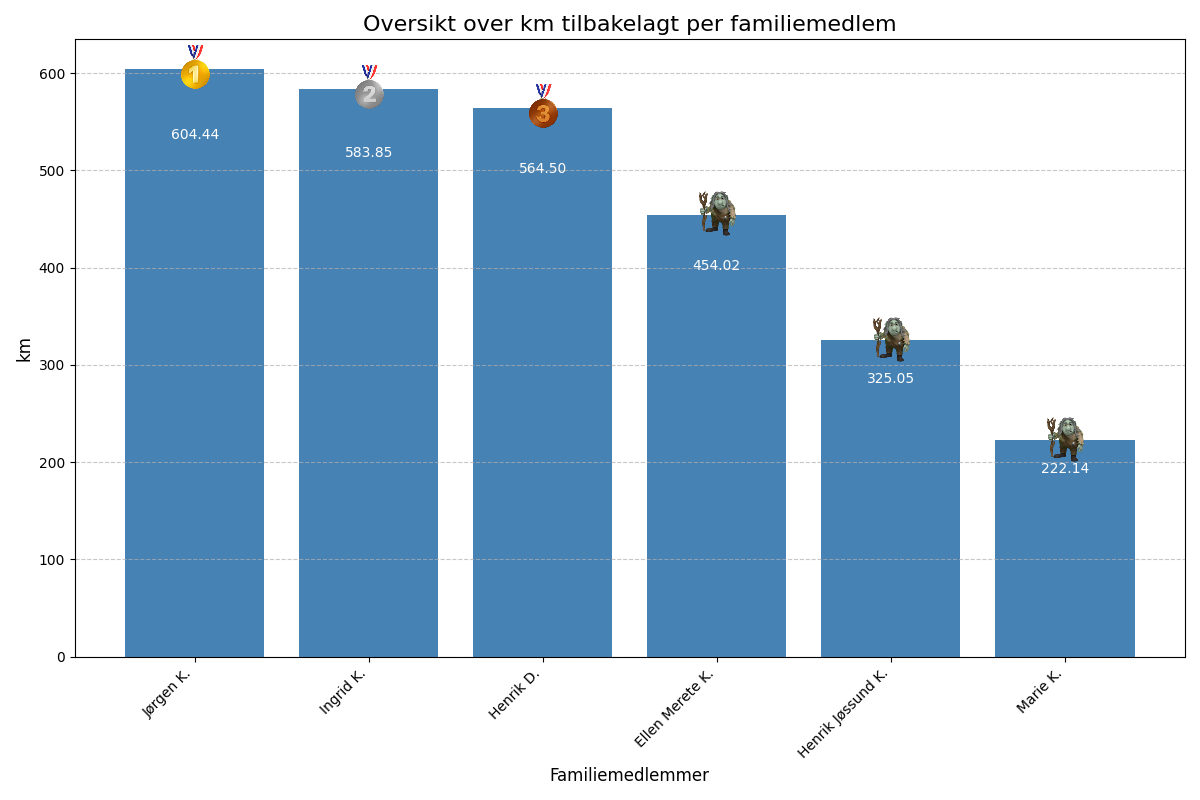 Oversikt over km tilbakelagt per familiemedlem
600
500
400
300
200
100
0
km
1
2
3
604.44
583.85
564.50
454.02
325.05
222.14
Jørgen K.
Ingrid K.
Henrik D.
Ellen Merete K.
Henrik Jøssund K.
Marie K.
Familiemedlemmer